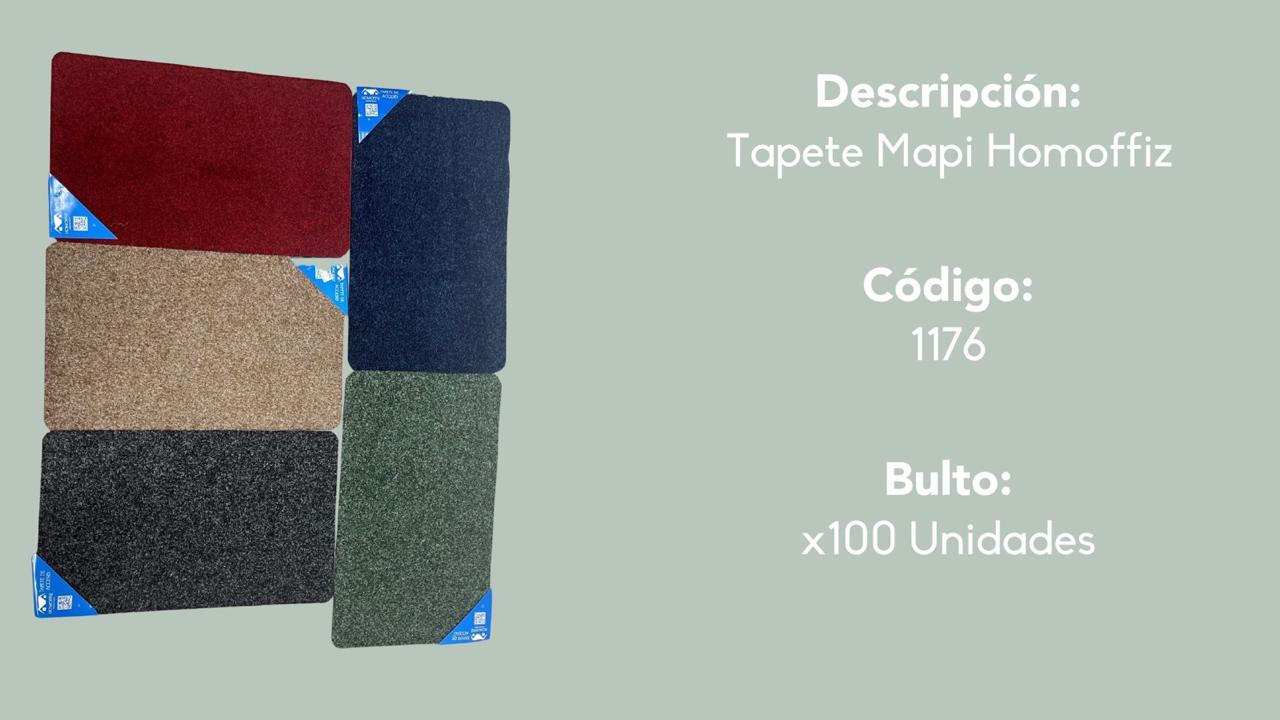 Descripción:
Tapete Mapi Homoffiz
Código:
1176
Bulto:
x100 Unidades